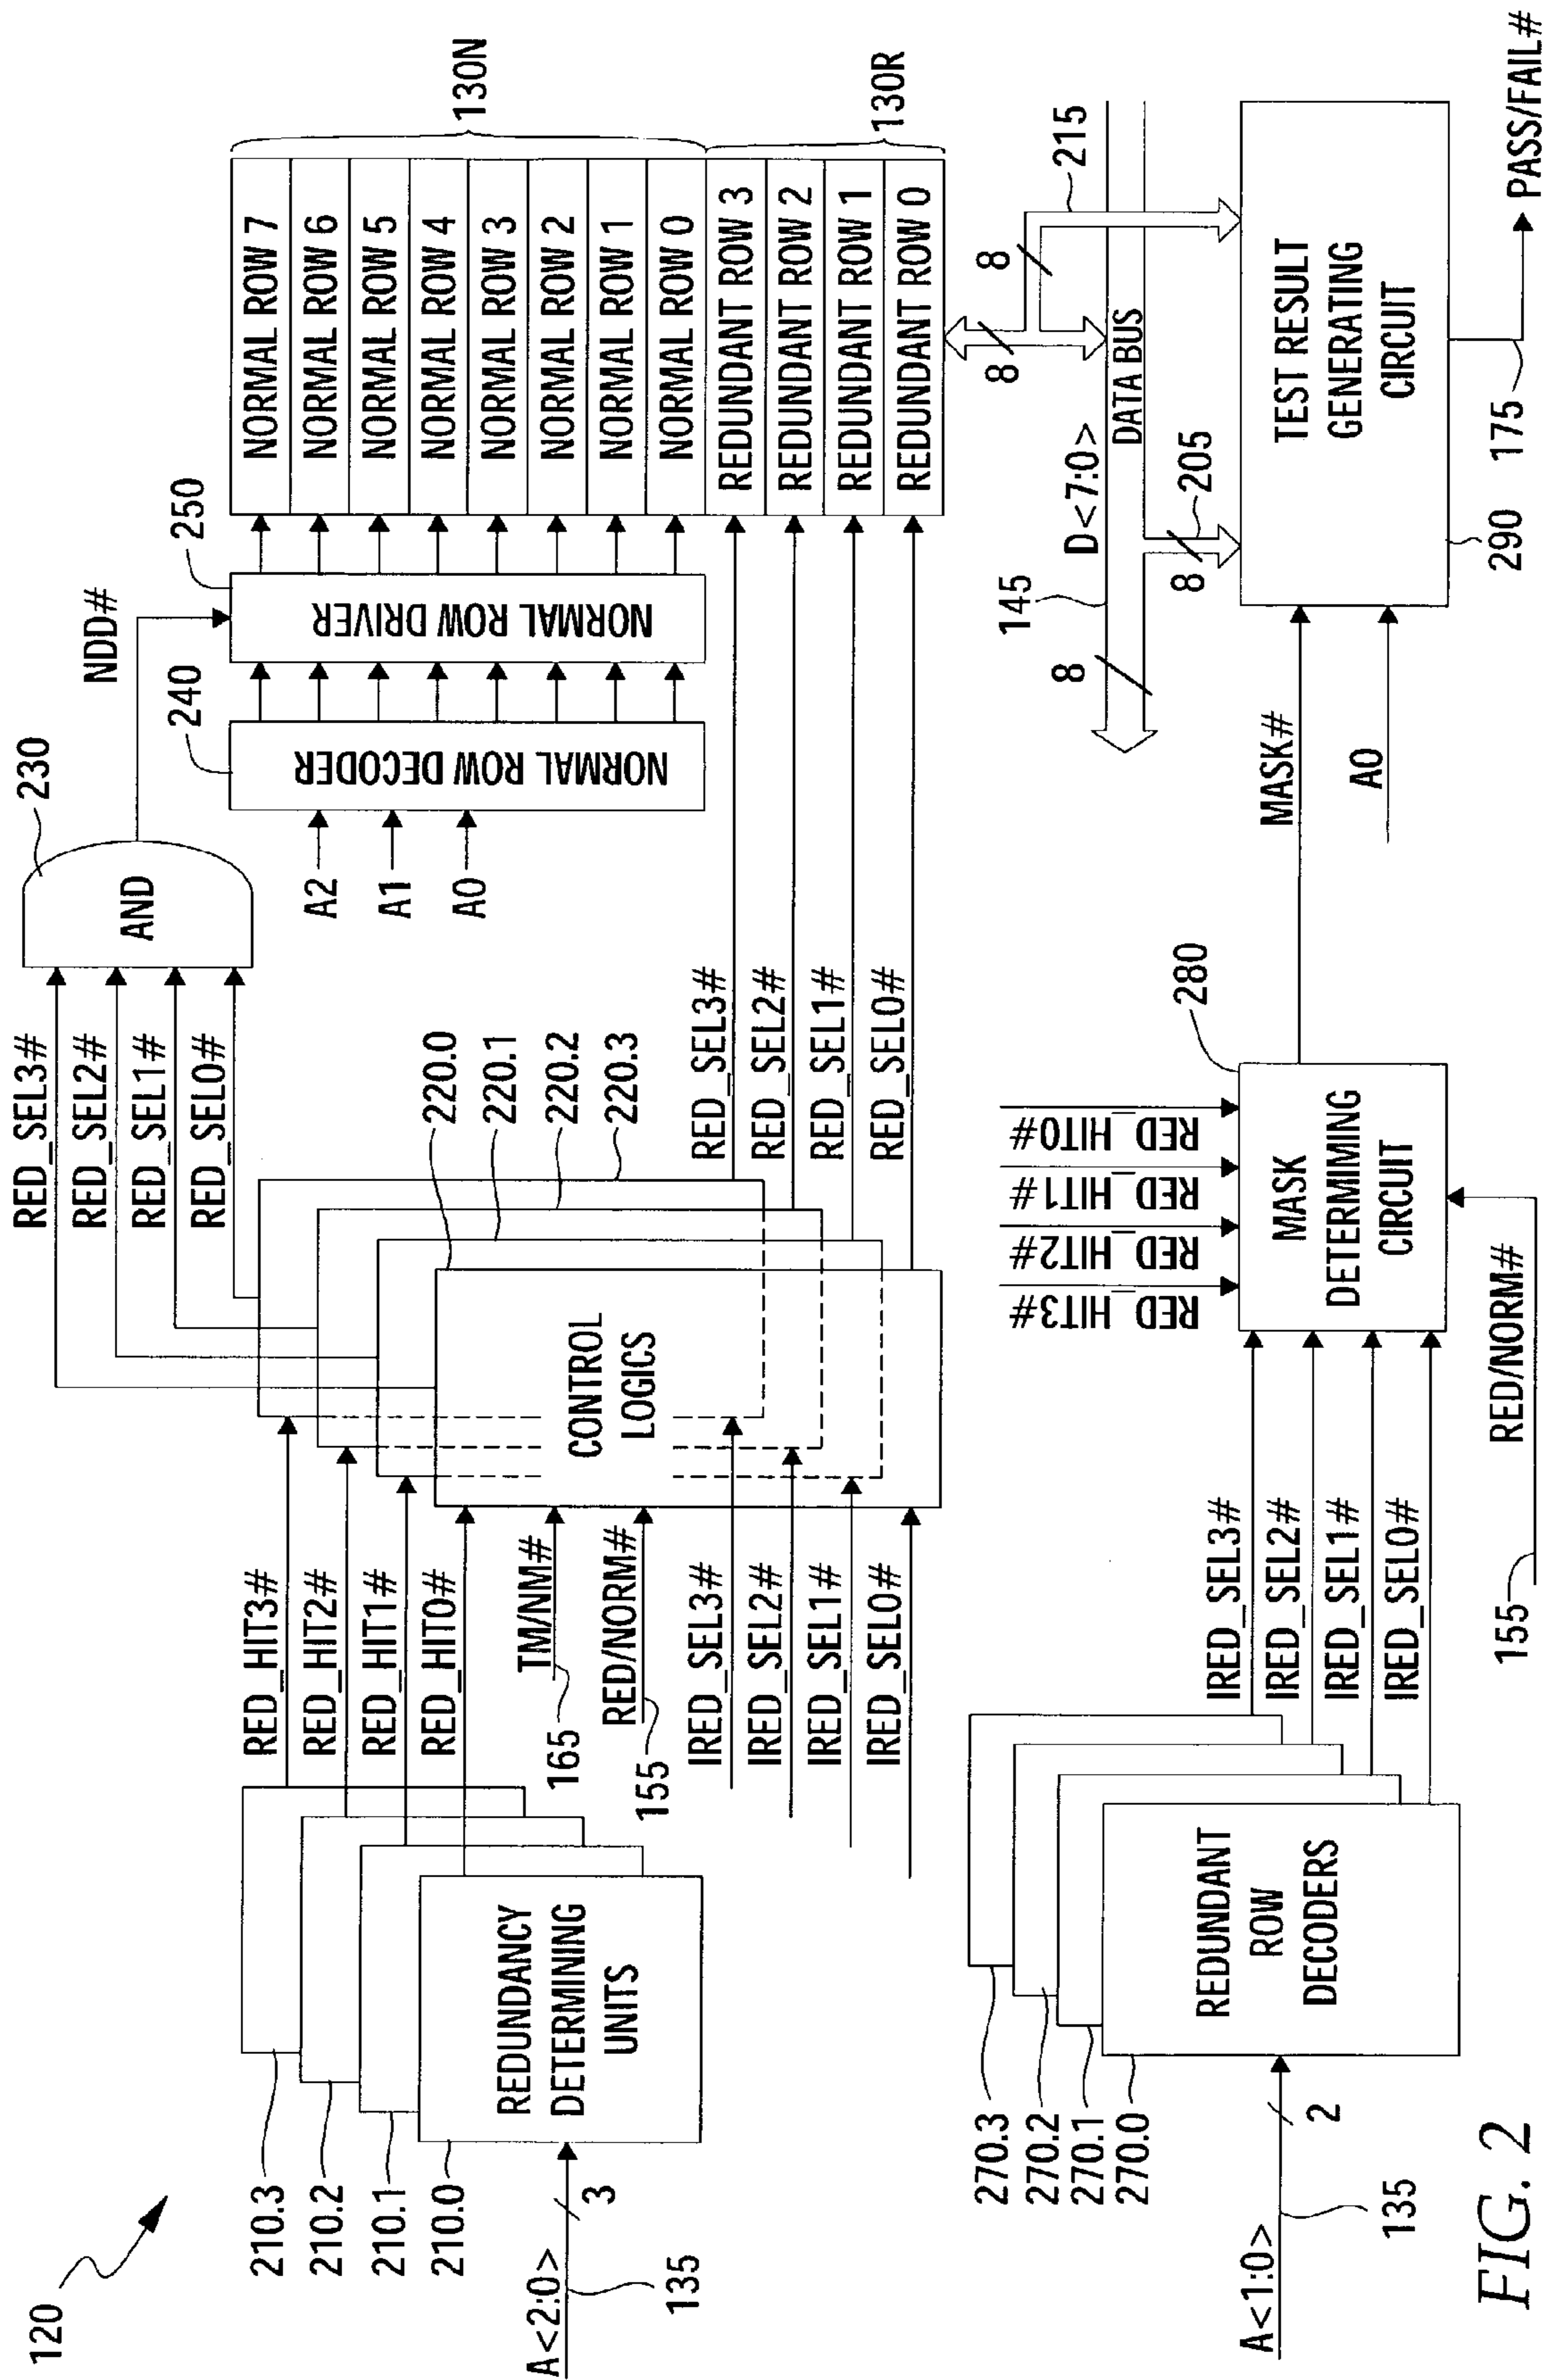 120
210.3
210.2
210.1
210.0
A<2:0>
135
3
REDUNDANCY
DETERMINING
UNITS
RED_HIT3#
RED_HIT2#
RED_HIT1#
RED_HIT0#
TM/NM#
165
RED/NORM#
155
IRED_SEL3#
IRED_SEL2#
IRED_SEL1#
IRED_SEL0#
CONTROL
LOGICS
220.0
220.1
220.2
220.3
RED_SEL3#
RED_SEL2#
RED_SEL1#
RED_SEL0#
RED_SEL3#
RED_SEL2#
RED_SEL1#
RED_SEL0#
AND
230
NDD#
A2
A1
A0
240
NORMAL ROW DECODER
250
NORMAL ROW DRIVER
NORMAL ROW 7
NORMAL ROW 6
NORMAL ROW 5
NORMAL ROW 4
NORMAL ROW 3
NORMAL ROW 2
NORMAL ROW 1
NORMAL ROW 0
REDUNDANT ROW 3
REDUNDANT ROW 2
REDUNDANT ROW 1
REDUNDANT ROW 0
130N
130R
270.3
270.2
270.1
270.0
A<1:0>
135
2
REDUNDANT
ROW
DECODERS
IRED_SEL3#
IRED_SEL2#
IRED_SEL1#
IRED_SEL0#
155
RED/NORM#
RED_HIT3#
RED_HIT2#
RED_HIT1#
RED_HIT0#
280
MASK
DETERMIMING
CIRCUIT
MASK#
A0
145
8
D<7:0>
DATA BUS
8
205
8
8
215
TEST RESULT
GENERATING
CIRCUIT
290
175
PASS/FAIL#
FIG. 2